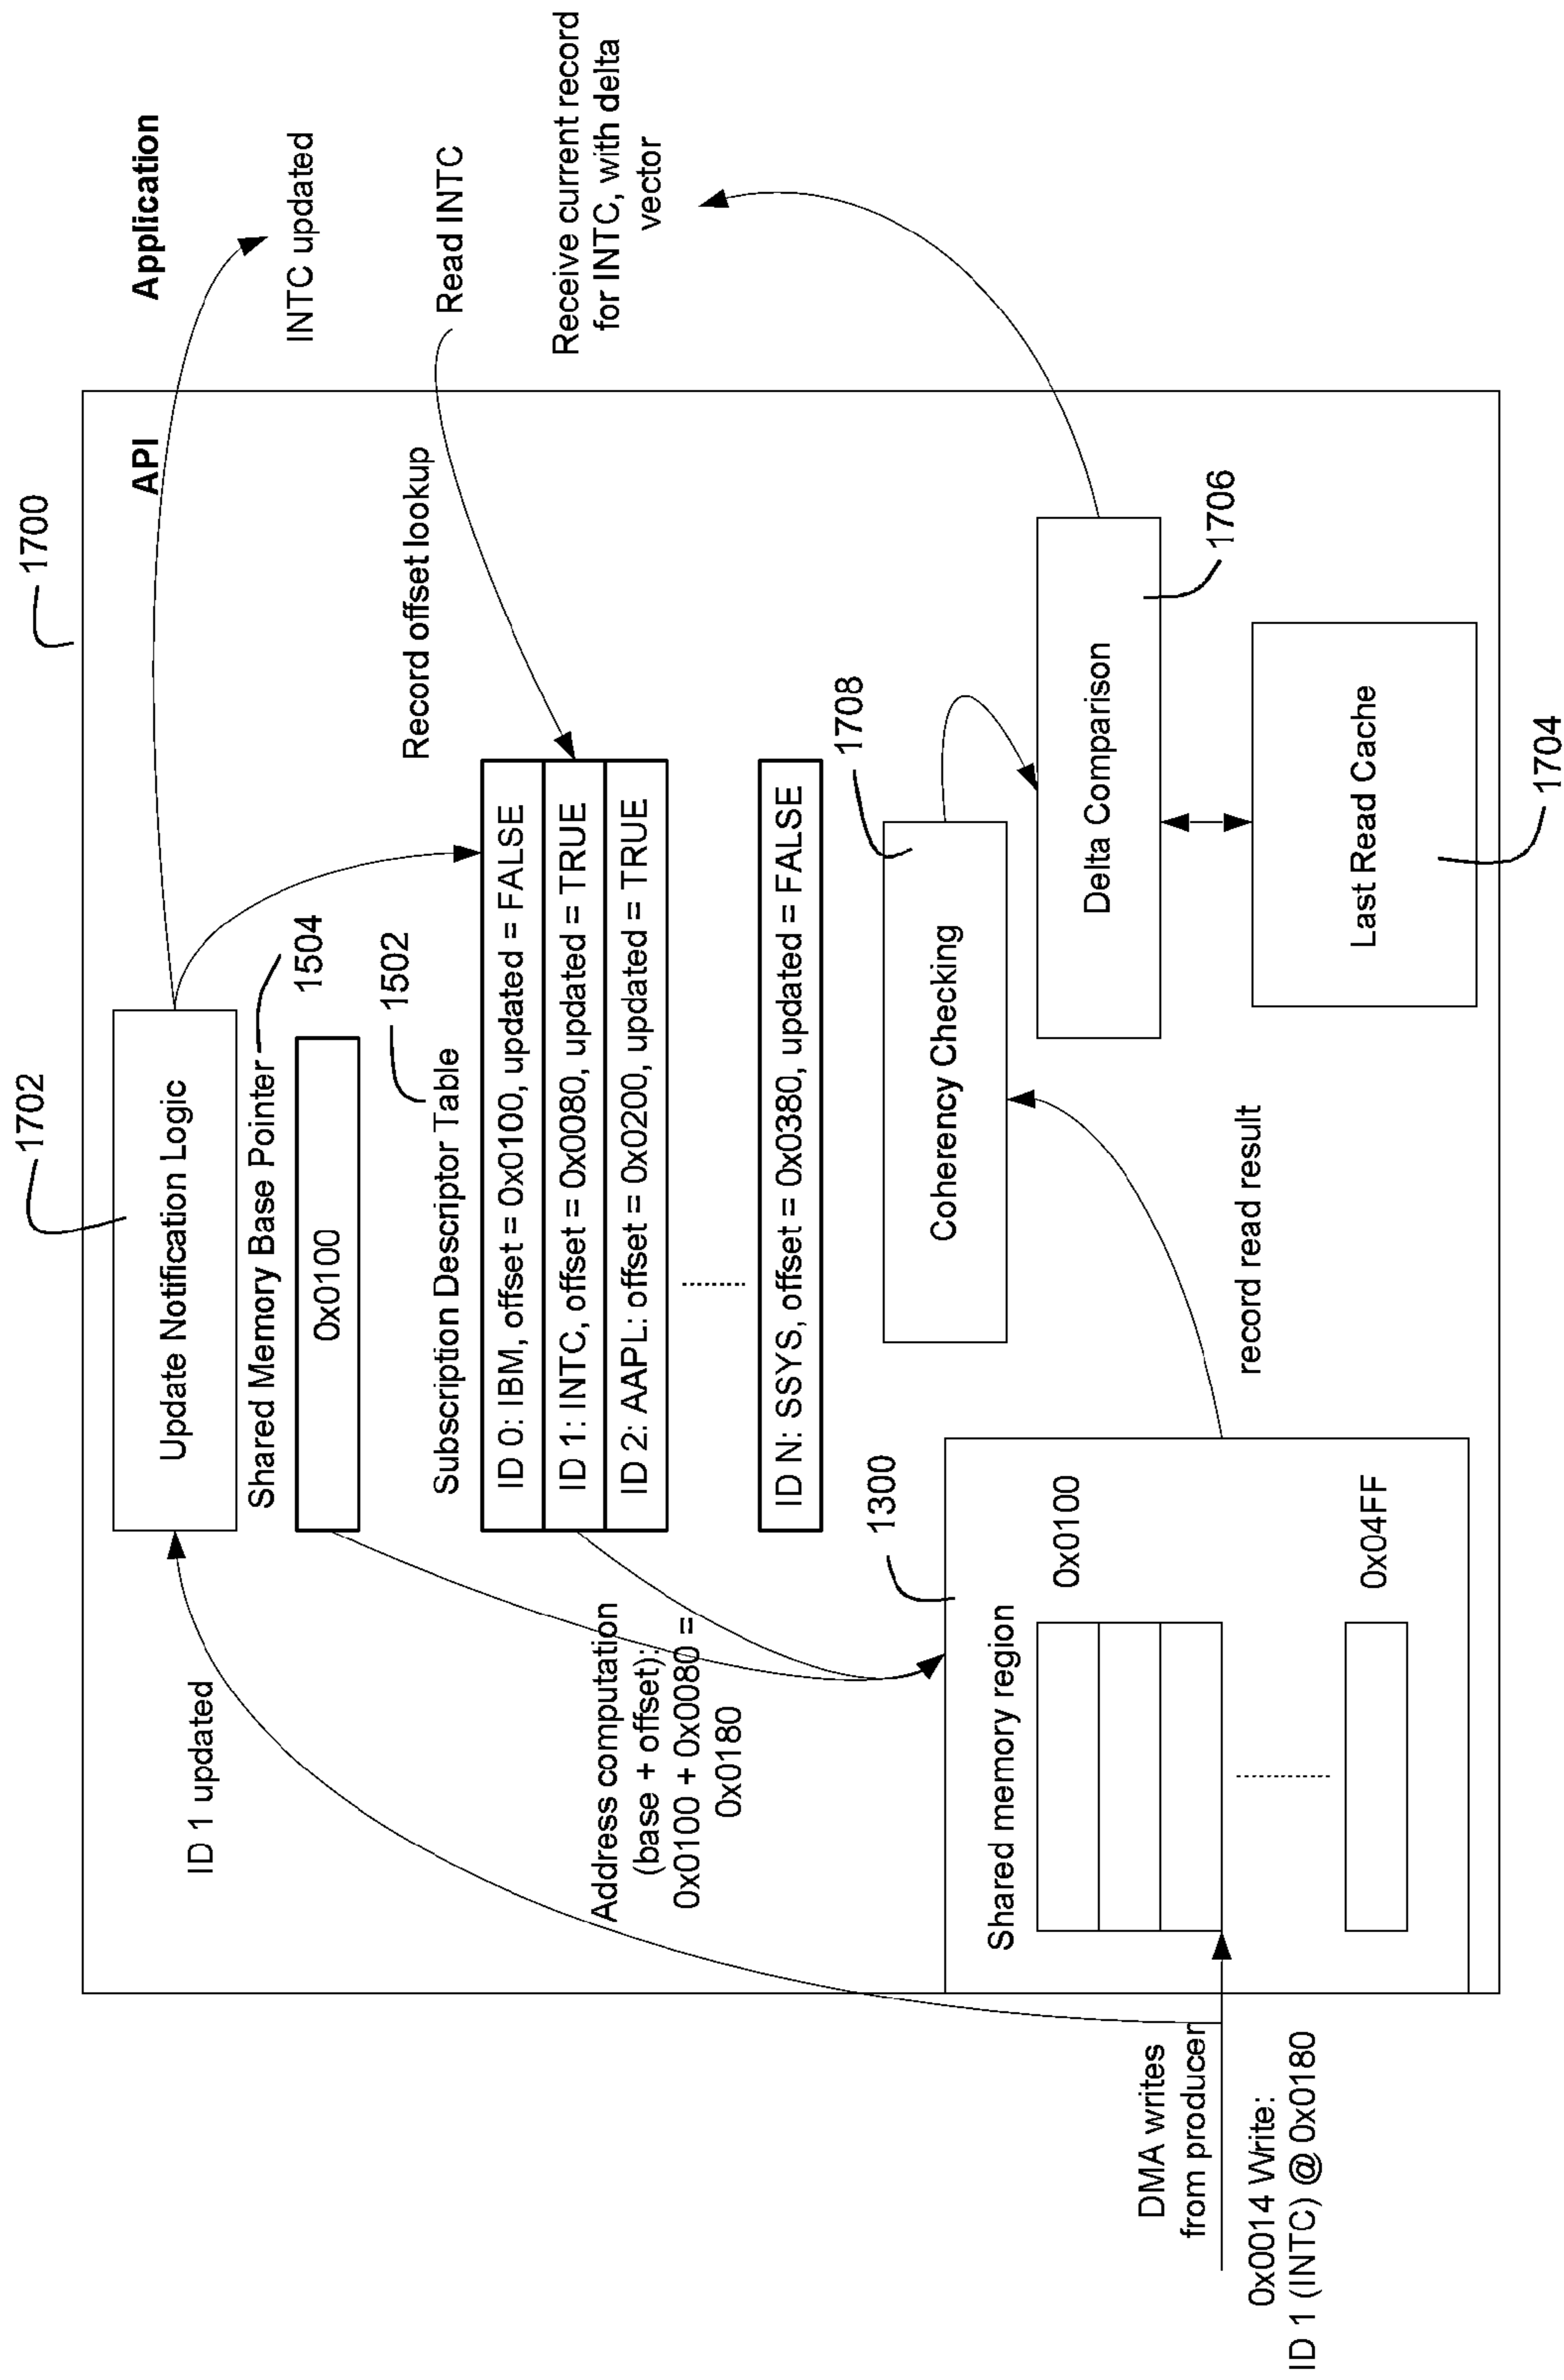 1700
API
Application
1702
Update Notification Logic
ID 1 updated
INTC updated
Shared Memory Base Pointer
1504
0x0100
1502
Subscription Descriptor Table
Record offset lookup
Read INTC
ID 0: IBM, offset = 0x0100, updated = FALSE
ID 1: INTC, offset = 0x0080, updated = TRUE
ID 2: AAPL: offset = 0x0200, updated = TRUE
ID N: SSYS, offset = 0x0380, updated = FALSE
Receive current record
for INTC, with delta
vector
Address computation
(base + offset):
0x0100 + 0x0080 =
0x0180
1300
Shared memory region
0x0100
0x04FF
1708
Coherency Checking
Delta Comparison
1706
record read result
Last Read Cache
1704
DMA writes
from producer
0x0014 Write:
ID 1 (INTC) @ 0x0180